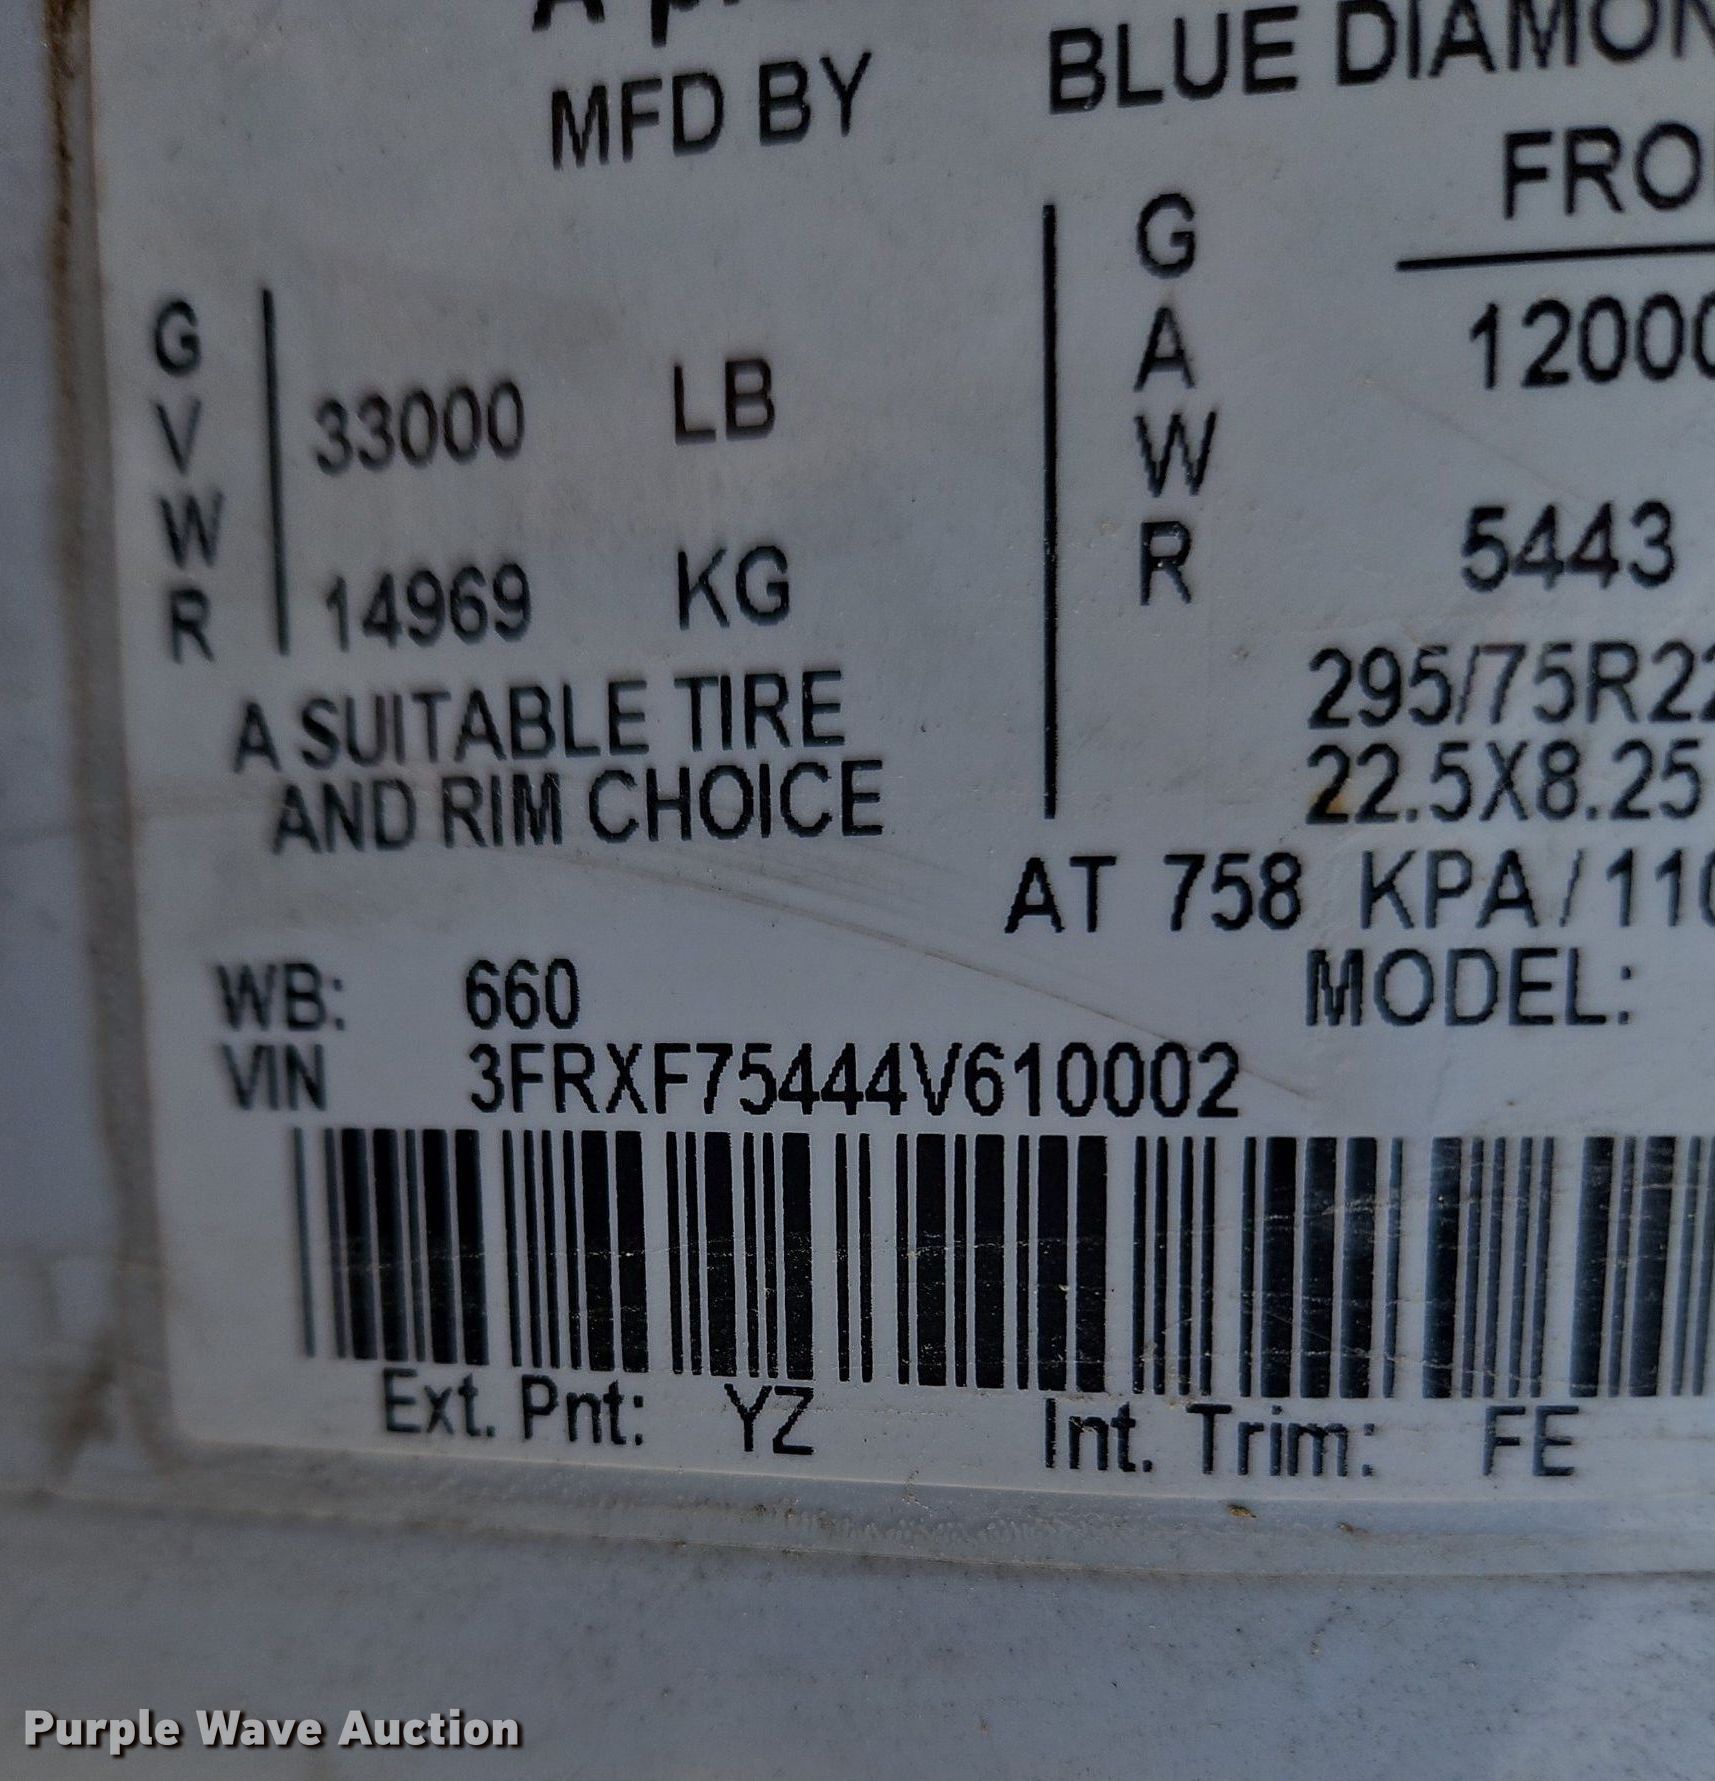 MFD BY BLUE DIAMON
FRO
GVWR
33000 LB
14969 KG
A SUITABLE TIRE
AND RIM CHOICE
GAWR
12000
5443
295/75R22
22.5X8.25
AT 758 KPA/110
WB: 660 MODEL:
VIN 3FRXF75444V610002
Ext. Pnt: YZ Int. Trim: FE
Purple Wave Auction